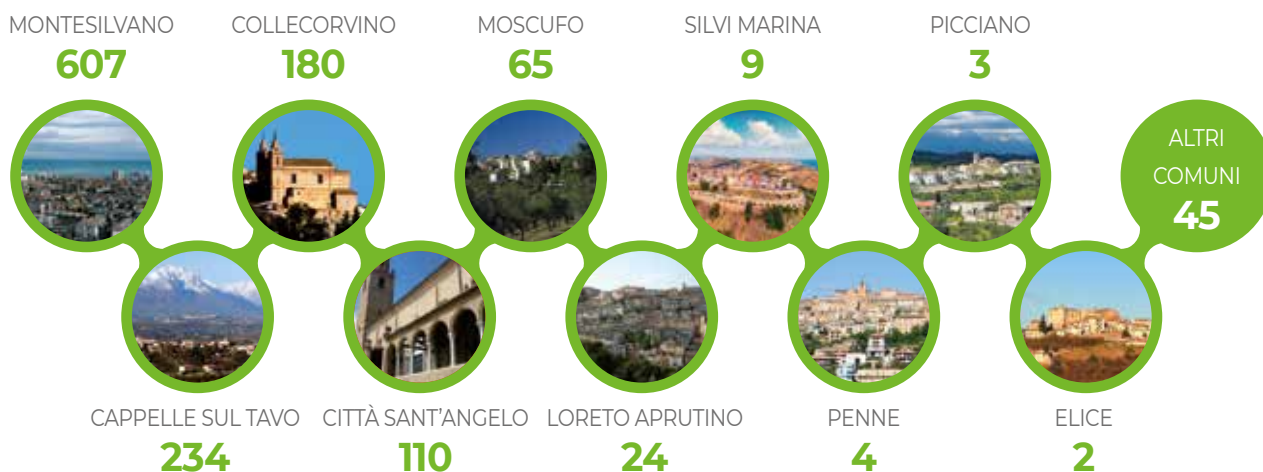 MONTESILVANO
607
COLLECORVINO
180
MOSCUFO
65
SILVI MARINA
9
PICCIANO
3
ALTRI
COMUNI
45
CAPPELLE SUL TAVO
234
CITTÀ SANT'ANGELO
110
LORETO APRUTINO
24
PENNE
4
ELICE
2